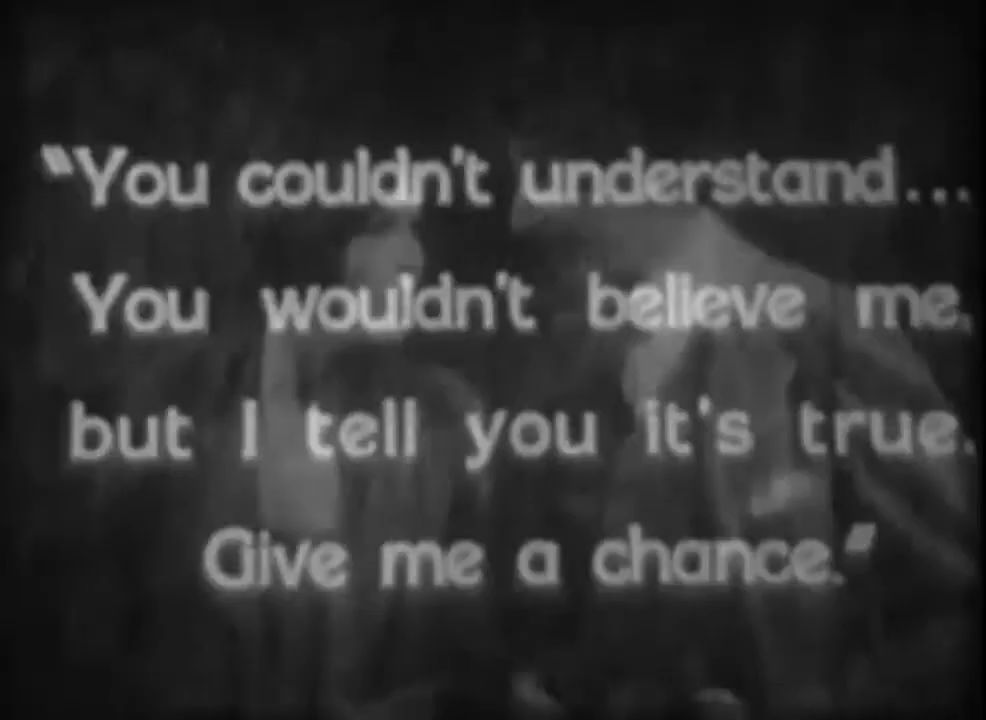 "You couldn't understand...
You wouldn't believe me,
but I tell you it's true.
Give me a chance."